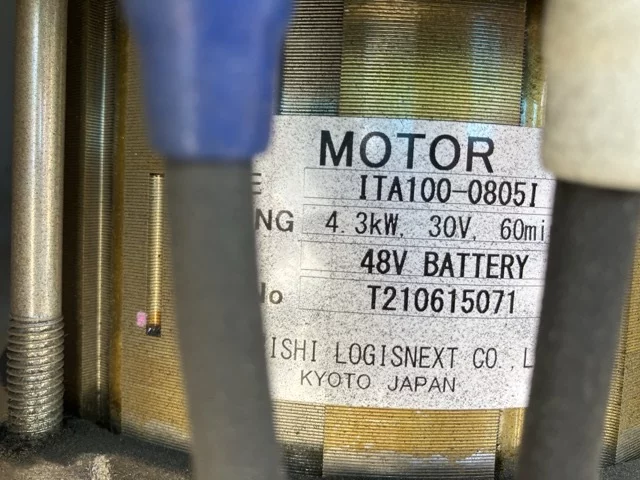 MOTOR
E ITA100-0805I
NG 4.3kW, 30V, 60mi
48V BATTERY
No T210615071
ISHI LOGISNEXT CO.,L
KYOTO JAPAN